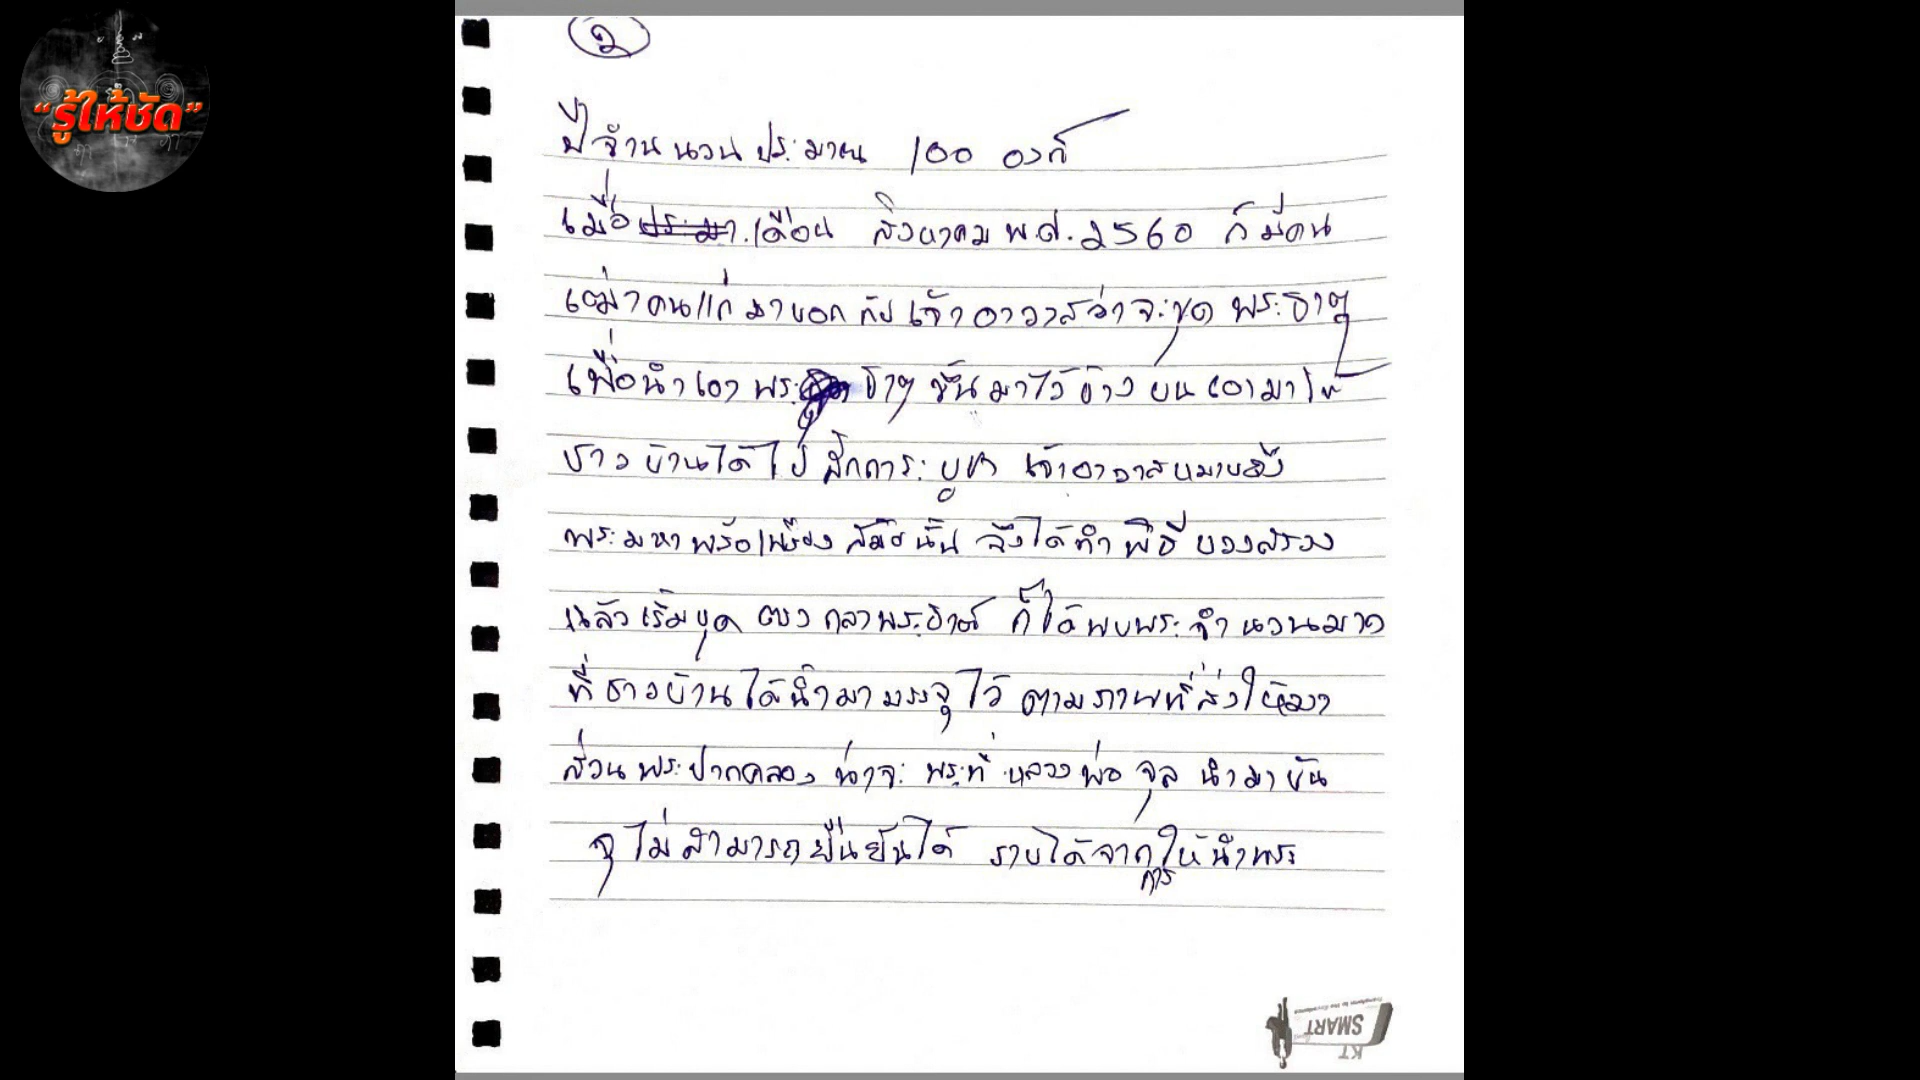 "รู้ให้ชัด"
๒
ปีจำนนวนประมาณ 100 องค์
เมื่อ เดือน สิงหาคม พ.ศ. 2560 ก็มีคน
เฒ่าคนแก่มาบอกกับเจ้าอาวาสว่าจะขุด พระธาตุ
เพื่อนำเอาพระ ธาตุ ขึ้นมาไว้ข้างบนเอามาให้
ชาวบ้านได้ไปสักการะบูชา เจ้าอาวาส
พระมหาพร้อมเพรียง สมัยนั้น จึงได้ทำพิธีบวงสรวง
แล้วเริ่มขุดตรงกลางพระธาตุ ก็ได้พบพระจำนวนมาก
ที่ชาวบ้านได้นำมาบรรจุไว้ ตามภาพที่ส่งให้มา
ส่วนพระปากคลอง น่าจะ พระที่หลวงพ่อจุล นำมาบัน
จุไม่สามารถยืนยันได้ รายได้จากการให้นำพระ
KT
SMART